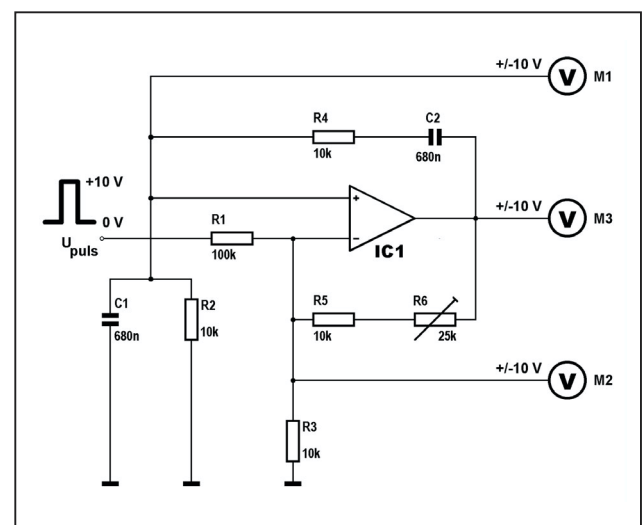 +/-10 V
V M1
R4
10k
C2
680n
+10 V
0 V
U puls
R1
100k
+
-
IC1
+/-10 V
V M3
C1
680n
R2
10k
R5
10k
R6
25k
+/-10 V
V M2
R3
10k